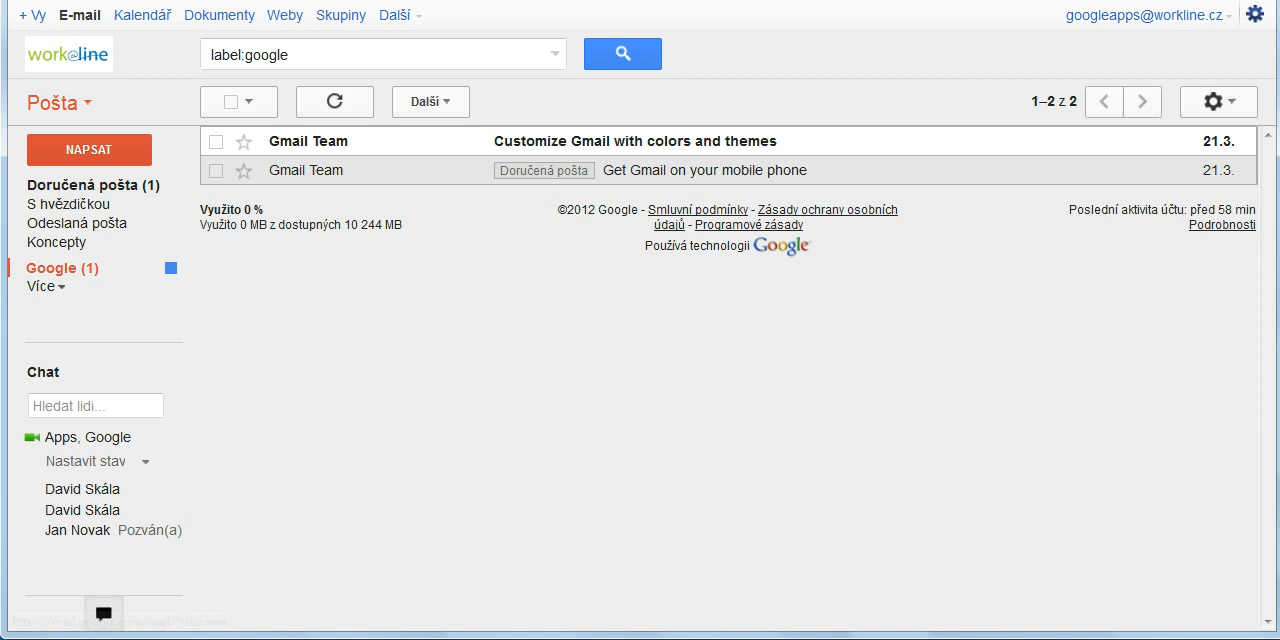 + Vy E-mail Kalendář Dokumenty Weby Skupiny Další googleapps@workline.cz
workline label:google
Pošta Další 1–2 z 2
NAPSAT Gmail Team Customize Gmail with colors and themes 21.3.
Gmail Team Doručená pošta Get Gmail on your mobile phone 21.3.
Doručená pošta (1)
S hvězdičkou
Odeslaná pošta
Koncepty
Google (1)
Více
Využito 0 %
Využito 0 MB z dostupných 10 244 MB
©2012 Google - Smluvní podmínky - Zásady ochrany osobních
údajů - Programové zásady
Používá technologii Google
Poslední aktivita účtu: před 58 min
Podrobnosti
Chat
Hledat lidi...
Apps, Google
Nastavit stav
David Skála
David Skála
Jan Novak Pozván(a)